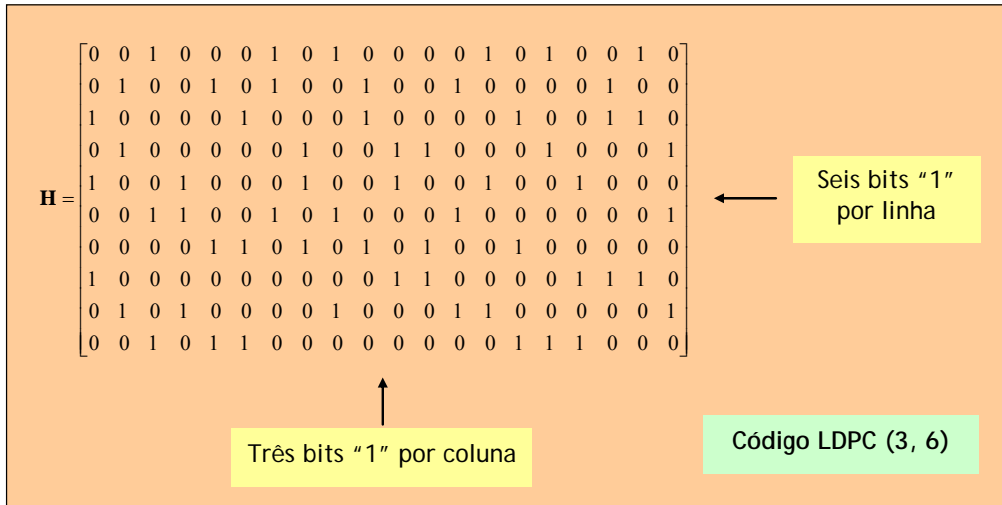 0 0 1 0 0 0 1 0 1 0 0 0 0 1 0 1 0 0 1 0
0 1 0 0 1 0 1 0 0 1 0 0 1 0 0 0 0 1 0 0
1 0 0 0 0 1 0 0 0 1 0 0 0 0 1 0 0 1 1 0
0 1 0 0 0 0 0 1 0 0 1 1 0 0 0 1 0 0 0 1
1 0 0 1 0 0 0 1 0 0 1 0 0 1 0 0 1 0 0 0
H =
0 0 1 1 0 0 1 0 1 0 0 0 1 0 0 0 0 0 0 1
0 0 0 0 1 1 0 1 0 1 0 1 0 0 1 0 0 0 0 0
1 0 0 0 0 0 0 0 0 0 1 1 0 0 0 0 1 1 1 0
0 1 0 1 0 0 0 0 1 0 0 0 1 1 0 0 0 0 0 1
0 0 1 0 1 1 0 0 0 0 0 0 0 0 1 1 1 0 0 0
Seis bits “1”
por linha
Três bits “1” por coluna
Código LDPC (3, 6)